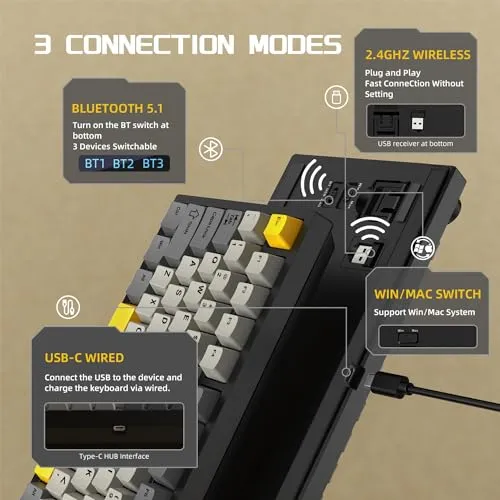 3 CONNECTION MODES
2.4GHZ WIRELESS
Plug and Play
Fast ConneCtion Without
Setting
USB receiver at bottom
BLUETOOTH 5.1
Turn on the BT switch at
bottom
3 Devices Switchable
BT1 BT2 BT3
WIN/MAC SWITCH
Support Win/Mac System
USB-C WIRED
Connect the USB to the device and
charge the keyboard via wired.
Type-C HUB Interface